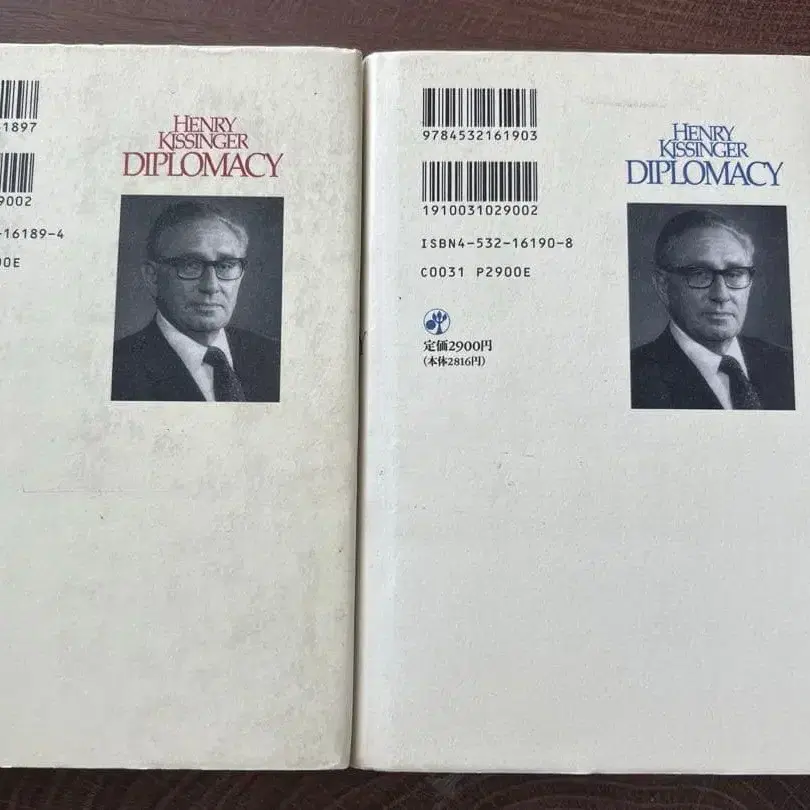 1897
9002
-16189-4
00E
HENRY
KISSINGER
DIPLOMACY
9784532161903
1910031029002
ISBN4-532-16190-8
C0031 P2900E
定価2900円
(本体2816円)
HENRY
KISSINGER
DIPLOMACY